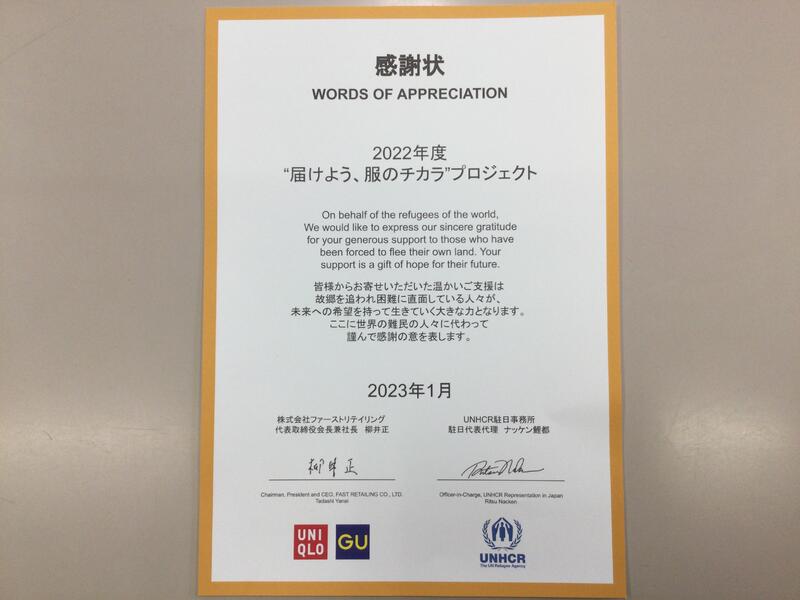 感謝状
WORDS OF APPRECIATION
2022年度
“届けよう、服のチカラ”プロジェクト
On behalf of the refugees of the world,
We would like to express our sincere gratitude
for your generous support to those who have
been forced to flee their own land. Your
support is a gift of hope for their future.
皆様からお寄せいただいた温かいご支援は
故郷を追われ困難に直面している人々が、
未来への希望を持って生きていく大きな力となります。
ここに世界の難民の人々に代わって
謹んで感謝の意を表します。
2023年1月
株式会社ファーストリテイリング
代表取締役会長兼社長 柳井正
柳井正
Chairman, President and CEO, FAST RETAILING CO., LTD.
Tadashi Yanai
UNHCR駐日事務所
駐日代表代理 ナッケン鯉都
Officer-in-Charge, UNHCR Representation in Japan
Ritsu Nacken
UNI
QLO
GU
UNHCR
The UN Refugee Agency